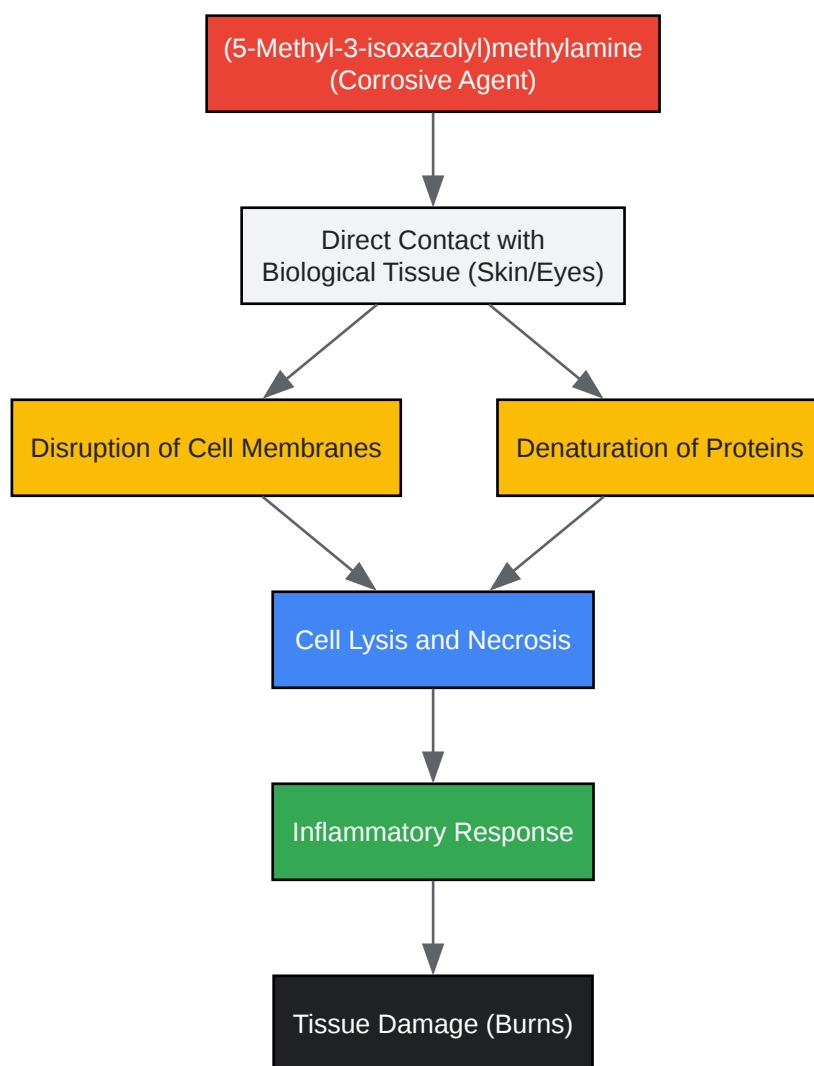 (5-Methyl-3-isoxazolyl)methylamine
(Corrosive Agent)
Direct Contact with
Biological Tissue (Skin/Eyes)
Disruption of Cell Membranes
Denaturation of Proteins
Cell Lysis and Necrosis
Inflammatory Response
Tissue Damage (Burns)